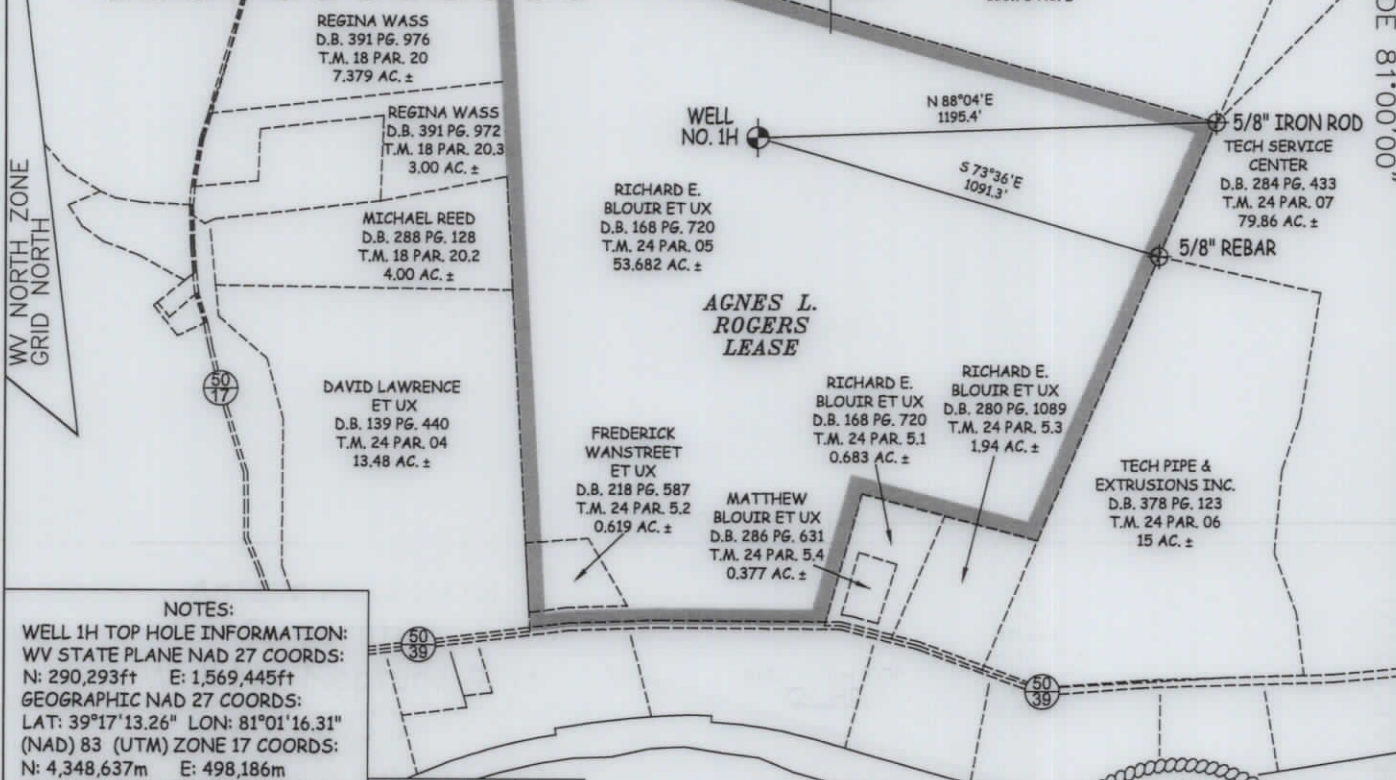 REGINA WASS
D.B. 391 PG. 976
T.M. 18 PAR. 20
7.379 AC. ±
REGINA WASS
D.B. 391 PG. 972
T.M. 18 PAR. 20.3
3.00 AC. ±
MICHAEL REED
D.B. 288 PG. 128
T.M. 18 PAR. 20.2
4.00 AC. ±
WV NORTH ZONE
GRID NORTH
50
17
DAVID LAWRENCE
ET UX
D.B. 139 PG. 440
T.M. 24 PAR. 04
13.48 AC. ±
WELL
NO. 1H
N 88°04'E
1195.4'
S 73°36'E
1091.3'
5/8" IRON ROD
TECH SERVICE
CENTER
D.B. 284 PG. 433
T.M. 24 PAR. 07
79.86 AC. ±
5/8" REBAR
DE 81°00'00"
RICHARD E.
BLOUIR ET UX
D.B. 168 PG. 720
T.M. 24 PAR. 05
53.682 AC. ±
AGNES L.
ROGERS
LEASE
FREDERICK
WANSTREET
ET UX
D.B. 218 PG. 587
T.M. 24 PAR. 5.2
0.619 AC. ±
MATTHEW
BLOUIR ET UX
D.B. 286 PG. 631
T.M. 24 PAR. 5.4
0.377 AC. ±
RICHARD E.
BLOUIR ET UX
D.B. 168 PG. 720
T.M. 24 PAR. 5.1
0.683 AC. ±
RICHARD E.
BLOUIR ET UX
D.B. 280 PG. 1089
T.M. 24 PAR. 5.3
1.94 AC. ±
TECH PIPE &
EXTRUSIONS INC.
D.B. 378 PG. 123
T.M. 24 PAR. 06
15 AC. ±
50
39
50
39
NOTES:
WELL 1H TOP HOLE INFORMATION:
WV STATE PLANE NAD 27 COORDS:
N: 290,293ft E: 1,569,445ft
GEOGRAPHIC NAD 27 COORDS:
LAT: 39°17'13.26" LON: 81°01'16.31"
(NAD) 83 (UTM) ZONE 17 COORDS:
N: 4,348,637m E: 498,186m